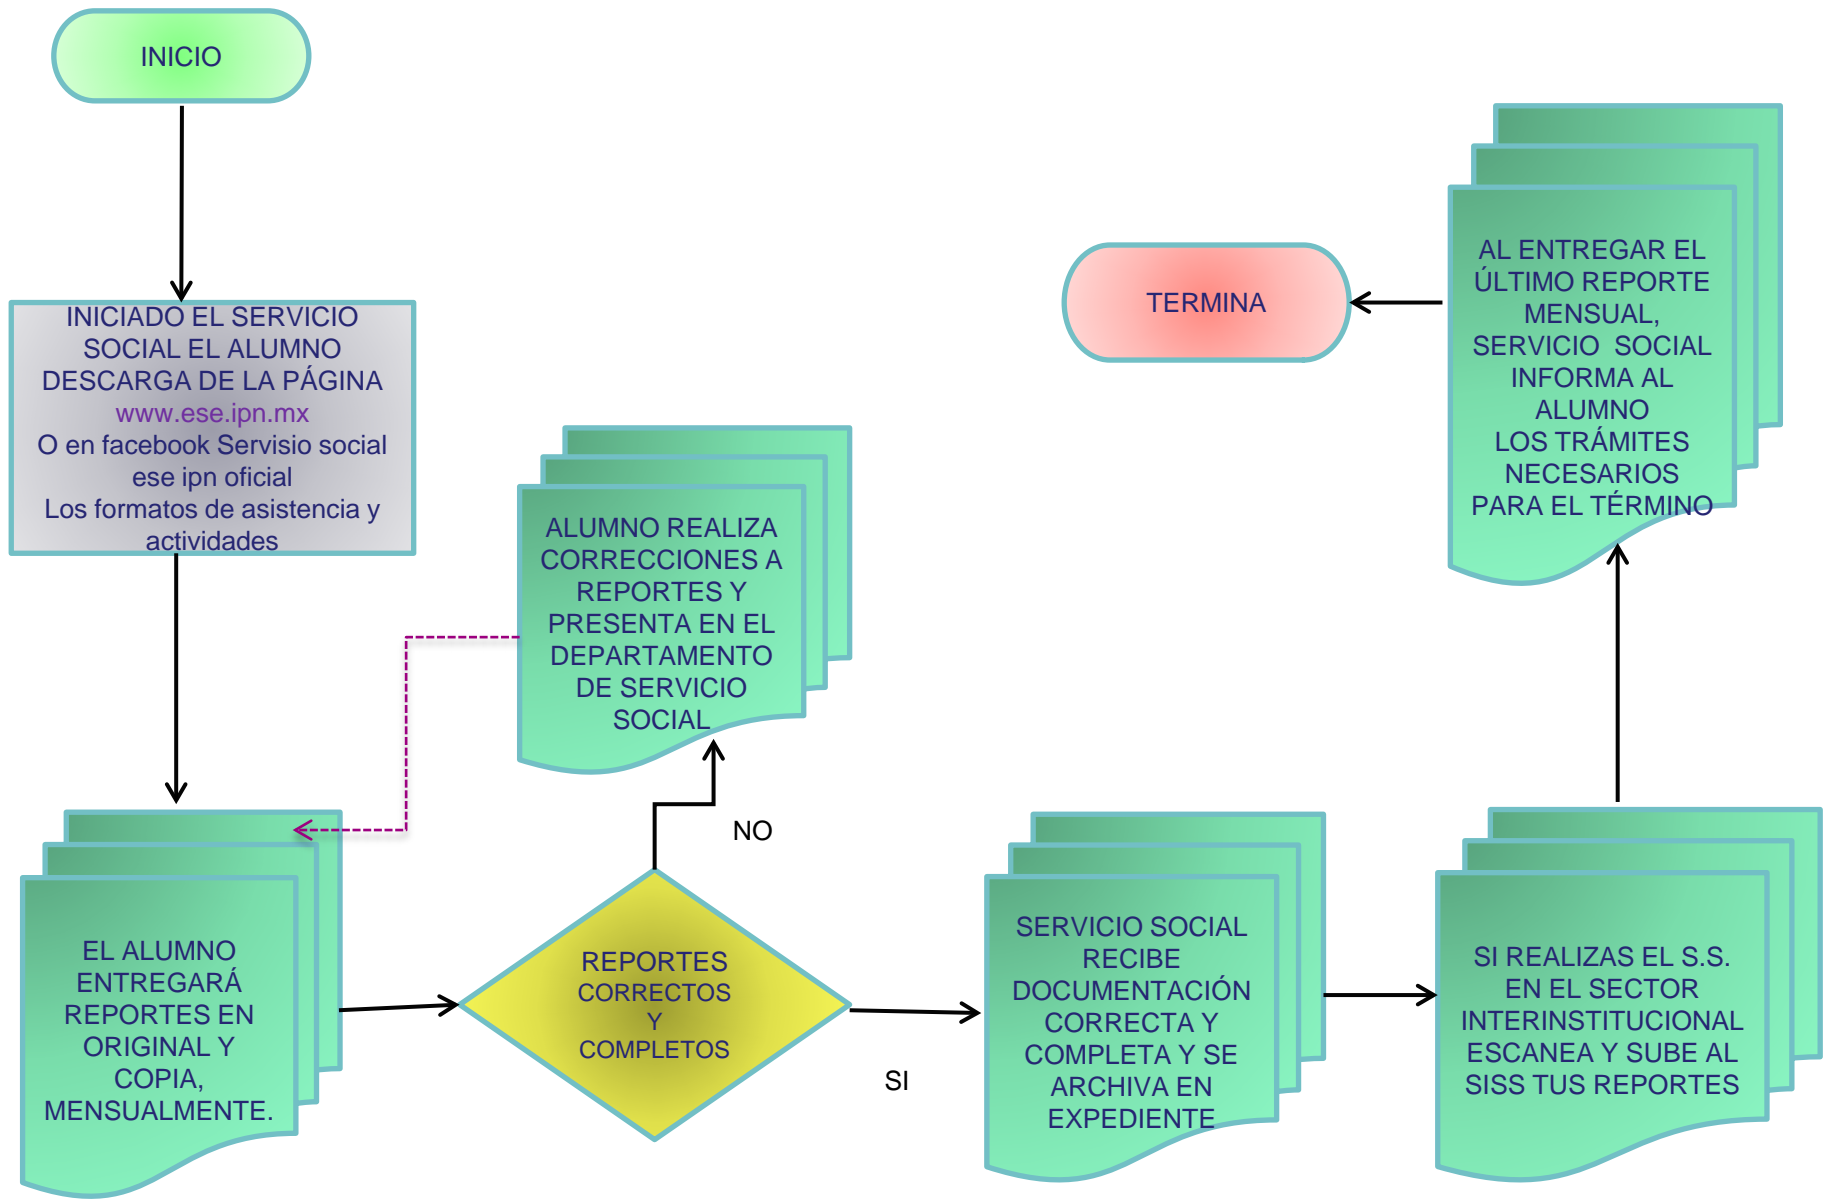 INICIO
INICIADO EL SERVICIO
SOCIAL EL ALUMNO
DESCARGA DE LA PÁGINA
www.ese.ipn.mx
O en facebook Servisio social
ese ipn oficial
Los formatos de asistencia y
actividades
EL ALUMNO
ENTREGARÁ
REPORTES EN
ORIGINAL Y
COPIA,
MENSUALMENTE.
REPORTES
CORRECTOS
Y
COMPLETOS
NO
ALUMNO REALIZA
CORRECCIONES A
REPORTES Y
PRESENTA EN EL
DEPARTAMENTO
DE SERVICIO
SOCIAL
SI
SERVICIO SOCIAL
RECIBE
DOCUMENTACIÓN
CORRECTA Y
COMPLETA Y SE
ARCHIVA EN
EXPEDIENTE
SI REALIZAS EL S.S.
EN EL SECTOR
INTERINSTITUCIONAL
ESCANEA Y SUBE AL
SISS TUS REPORTES
AL ENTREGAR EL
ÚLTIMO REPORTE
MENSUAL,
SERVICIO  SOCIAL
INFORMA AL
ALUMNO
LOS TRÁMITES
NECESARIOS
PARA EL TÉRMINO
TERMINA